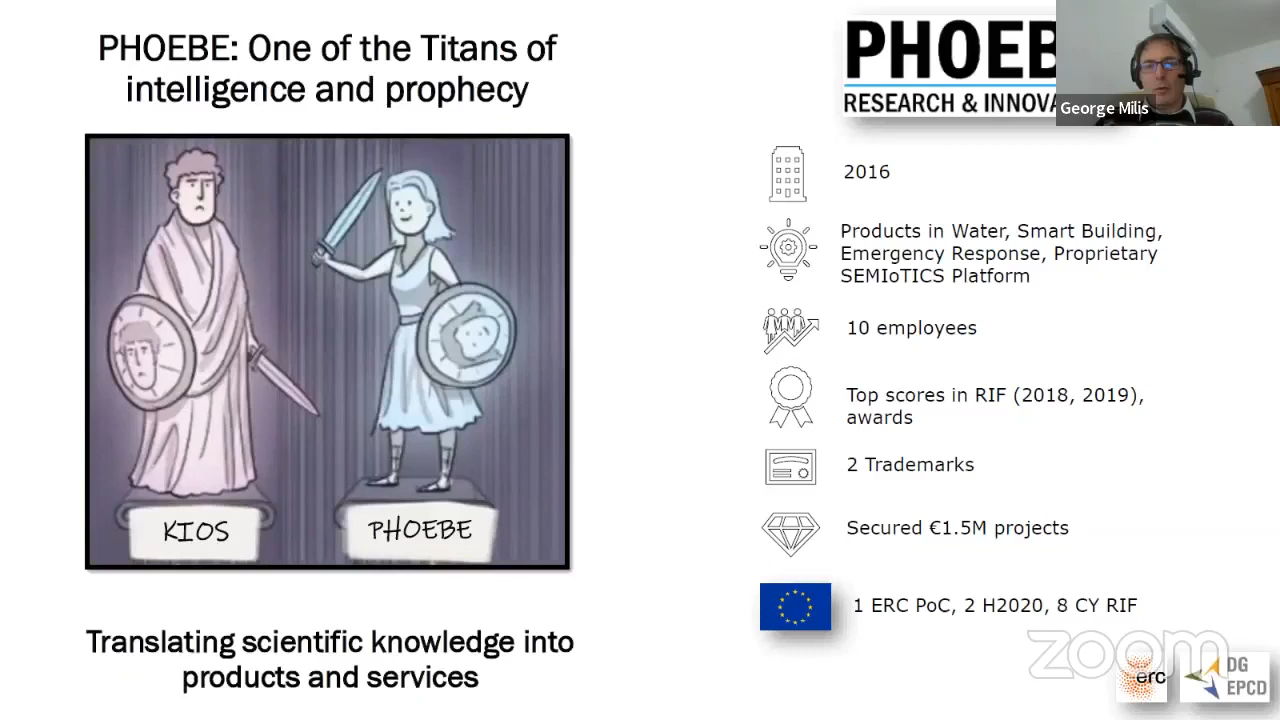 PHOEBE: One of the Titans of
intelligence and prophecy
KIOS
PHOEBE
Translating scientific knowledge into
products and services
PHOEB
RESEARCH & INNOVA
George Milis
2016
Products in Water, Smart Building,
Emergency Response, Proprietary
SEMIoTICS Platform
10 employees
Top scores in RIF (2018, 2019),
awards
2 Trademarks
Secured €1.5M projects
1 ERC PoC, 2 H2020, 8 CY RIF
zoom
erc
DG
EPCD